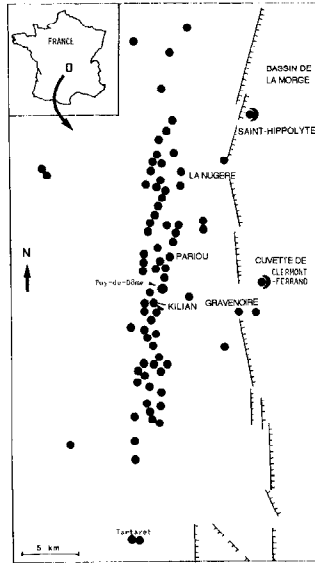 FRANCE
BASSIN DE
LA MORGE
SAINT-HIPPOLYTE
LA NUGERE
PARIOU
CUVETTE DE
CLERMONT
-FERRAND
N
Puy-de-Dôme
KILIAN
GRAVENOIRE
Tartaret
5 km